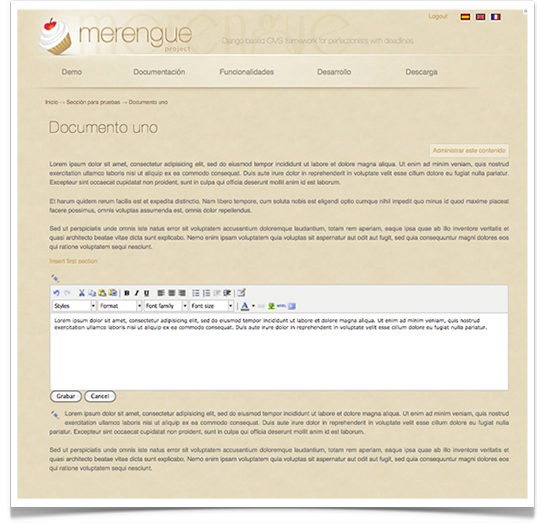 Logout
merengue
project
Django based CMS framework for perfectionists with deadlines
Demo Documentación Funcionalidades Desarrollo Descarga
Inicio → Sección para pruebas → Documento uno
Documento uno
Administrar este contenido
Lorem ipsum dolor sit amet, consectetur adipisicing elit, sed do eiusmod tempor incididunt ut labore et dolore magna aliqua. Ut enim ad minim veniam, quis nostrud
exercitation ullamco laboris nisi ut aliquip ex ea commodo consequat. Duis aute irure dolor in reprehenderit in voluptate velit esse cillum dolore eu fugiat nulla pariatur.
Excepteur sint occaecat cupidatat non proident, sunt in culpa qui officia deserunt mollit anim id est laborum.
Et harum quidem rerum facilis est et expedita distinctio. Nam libero tempore, cum soluta nobis est eligendi optio cumque nihil impedit quo minus id quod maxime placeat
facere possimus, omnis voluptas assumenda est, omnis dolor repellendus.
Sed ut perspiciatis unde omnis iste natus error sit voluptatem accusantium doloremque laudantium, totam rem aperiam, eaque ipsa quae ab illo inventore veritatis et
quasi architecto beatae vitae dicta sunt explicabo. Nemo enim ipsam voluptatem quia voluptas sit aspernatur aut odit aut fugit, sed quia consequuntur magni dolores eos
qui ratione voluptatem sequi nesciunt.
Insert first section
B I U
Styles Format Font family Font size A HTML
Lorem ipsum dolor sit amet, consectetur adipisicing elit, sed do eiusmod tempor incididunt ut labore et dolore magna aliqua. Ut enim ad minim veniam, quis nostrud
exercitation ullamco laboris nisi ut aliquip ex ea commodo consequat. Duis aute irure dolor in reprehenderit in voluptate velit esse cillum dolore eu fugiat nulla pariatur.
Grabar Cancel
Lorem ipsum dolor sit amet, consectetur adipisicing elit, sed do eiusmod tempor incididunt ut labore et dolore magna aliqua. Ut enim ad minim veniam, quis nostrud
exercitation ullamco laboris nisi ut aliquip ex ea commodo consequat. Duis aute irure dolor in reprehenderit in voluptate velit esse cillum dolore eu fugiat nulla
pariatur. Excepteur sint occaecat cupidatat non proident, sunt in culpa qui officia deserunt mollit anim id est laborum.
Sed ut perspiciatis unde omnis iste natus error sit voluptatem accusantium doloremque laudantium, totam rem aperiam, eaque ipsa quae ab illo inventore veritatis et
quasi architecto beatae vitae dicta sunt explicabo. Nemo enim ipsam voluptatem quia voluptas sit aspernatur aut odit aut fugit, sed quia consequuntur magni dolores eos
qui ratione voluptatem sequi nesciunt.